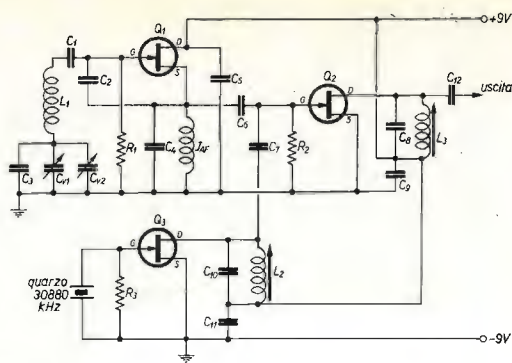 +9V
Q1
C1
G
D
S
C2
C5
L1
Q2
C12
uscita
G
D
S
C6
C3
Cv1
Cv2
R1
C4
JAF
C7
R2
C8
L3
C9
Q3
G
D
S
quarzo
30880
kHz
R3
C10
L2
C11
-9V